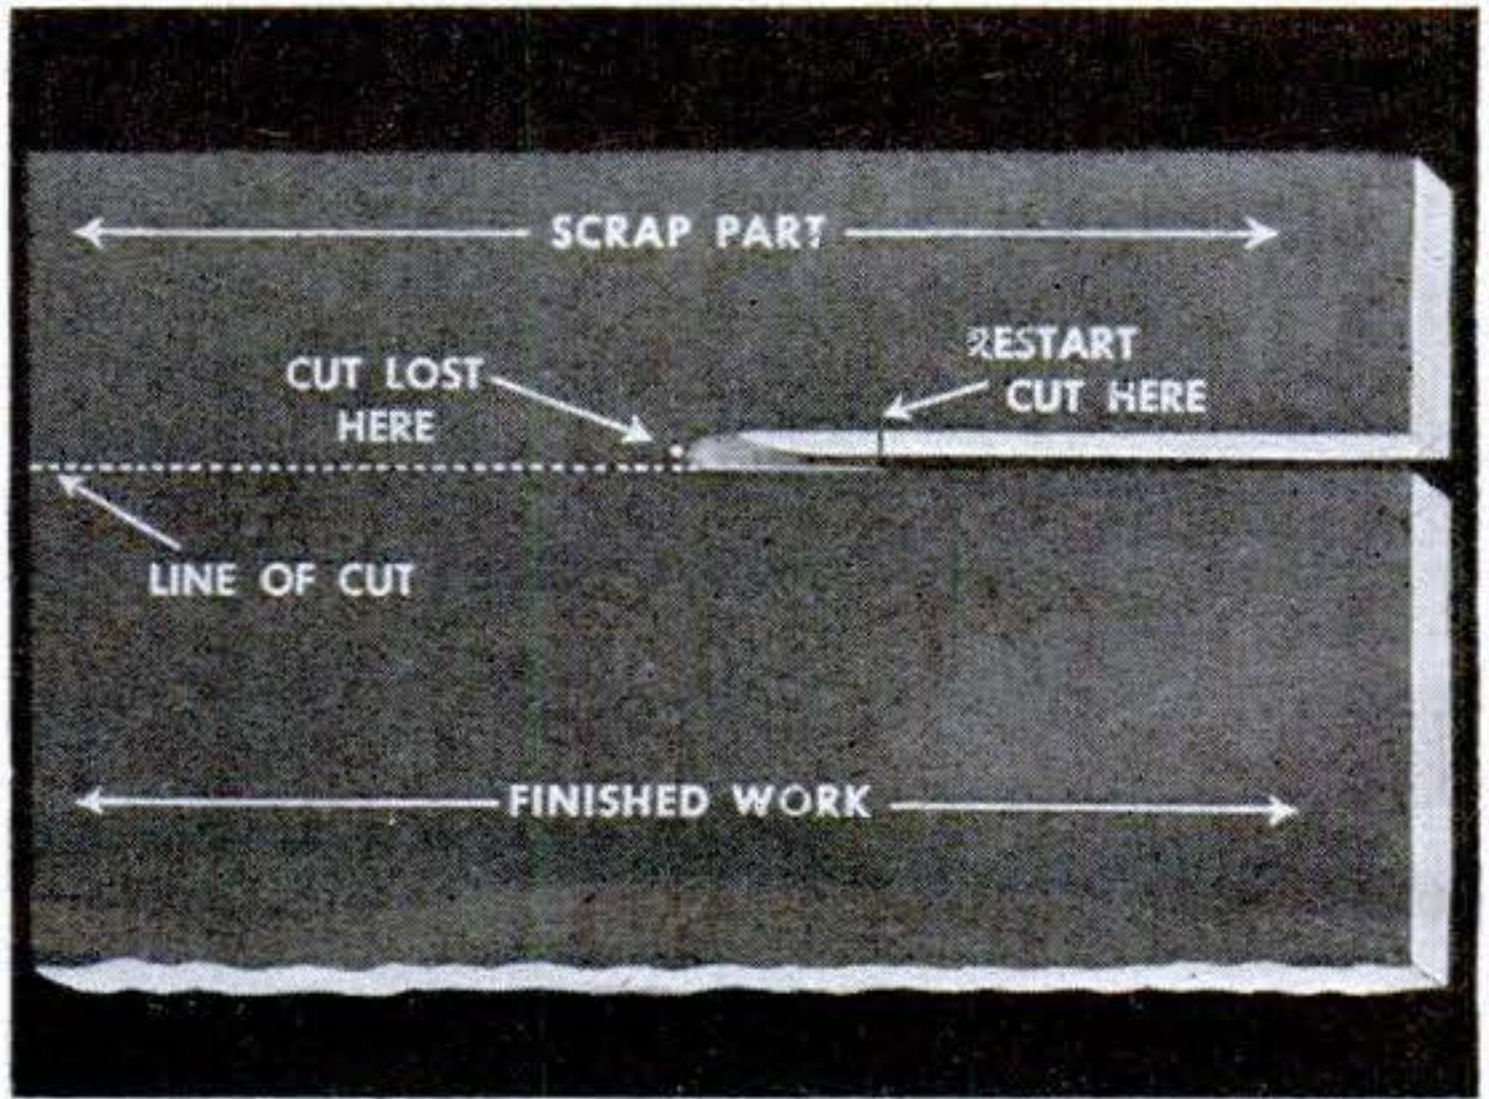 SCRAP PART
CUT LOST
HERE
RESTART
CUT HERE
LINE OF CUT
FINISHED WORK